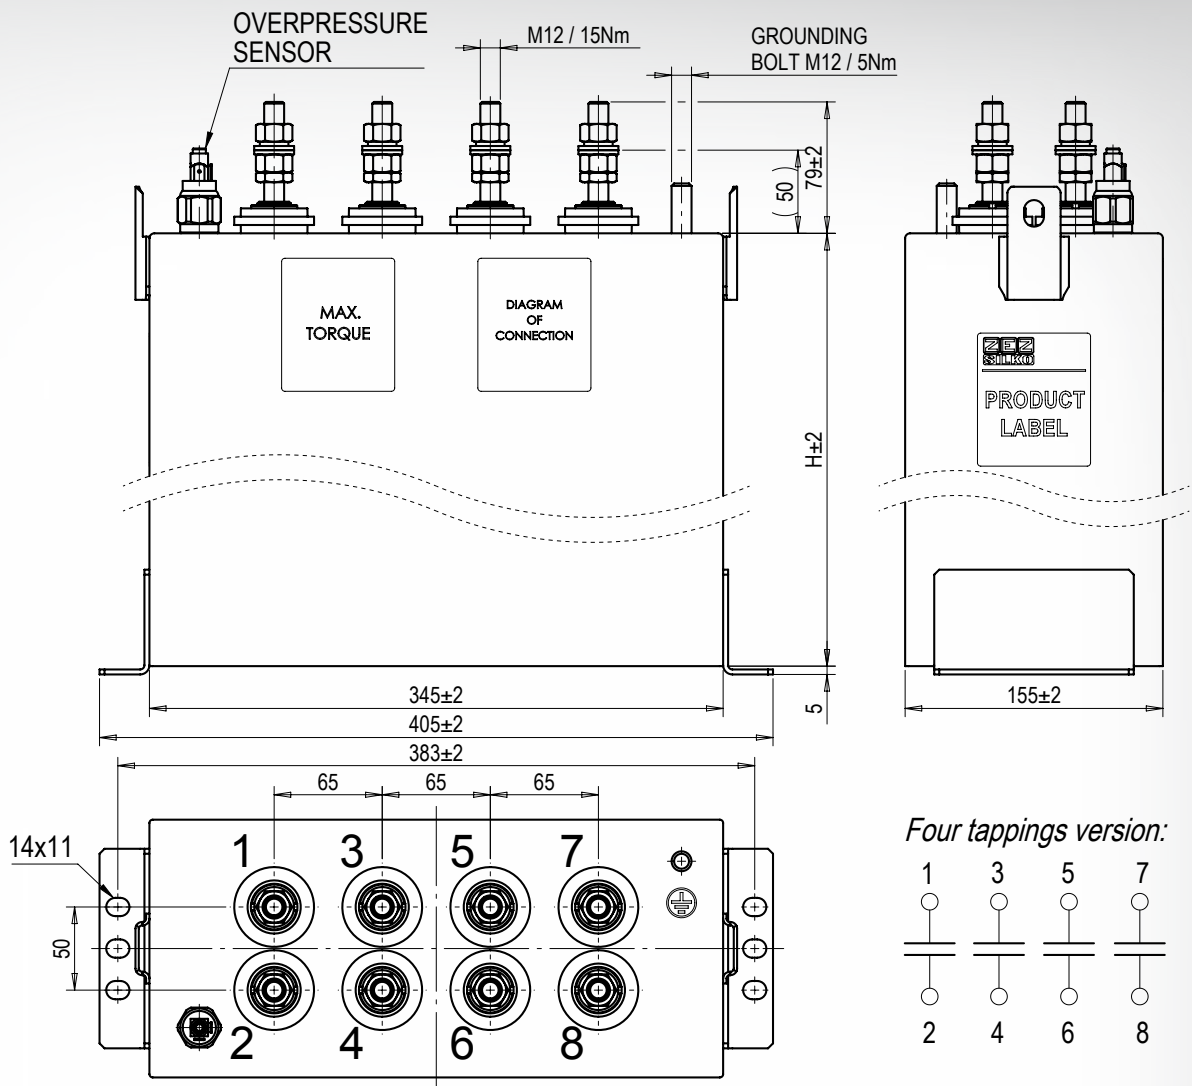 OVERPRESSURE
SENSOR
M12 / 15Nm
GROUNDING
BOLT M12 / 5Nm
(50)
79±2
MAX.
TORQUE
DIAGRAM
OF
CONNECTION
ZEZ
SILKO
PRODUCT
LABEL
H±2
345±2
5
155±2
405±2
383±2
65
65
65
14x11
50
1
3
5
7
2
4
6
8
Four tappings version:
1
3
5
7
2
4
6
8